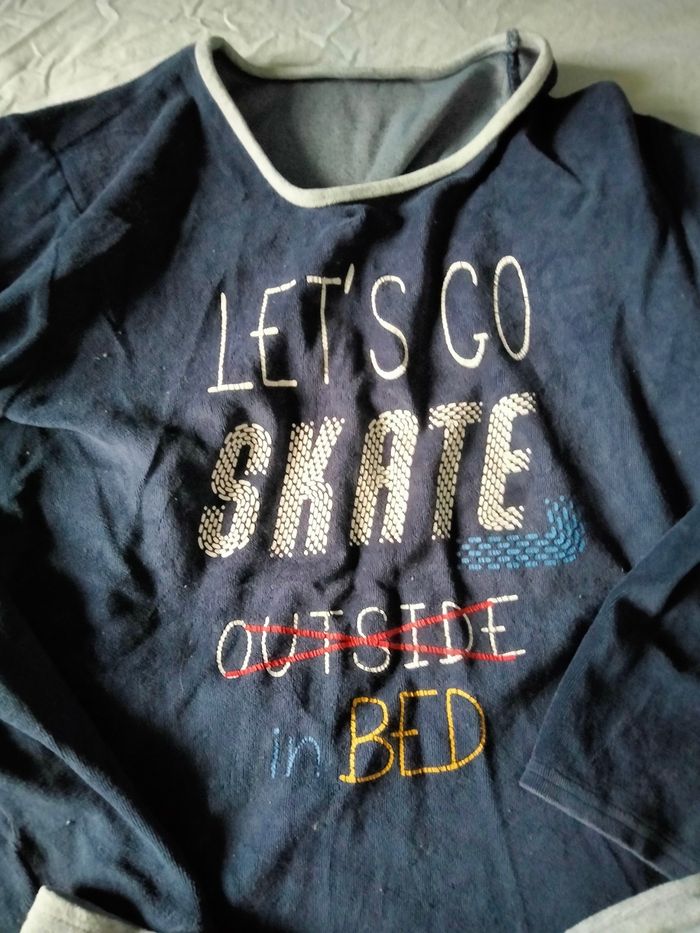 LET'S GO
SKATE
OUTSIDE
in BED